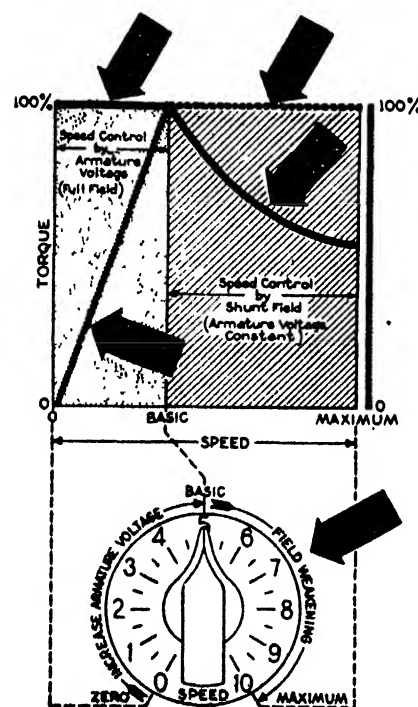 100%
100%
Speed Control
by
Armature
Voltage
(Full Field)
TORQUE
Speed Control
by
Shunt Field
(Armature Voltage
Constant)
0
0
0
BASIC
MAXIMUM
SPEED
BASIC
INCREASE ARMATURE VOLTAGE
FIELD WEAKENING
5
4
6
3
7
2
8
1
9
0
10
ZERO
SPEED
MAXIMUM